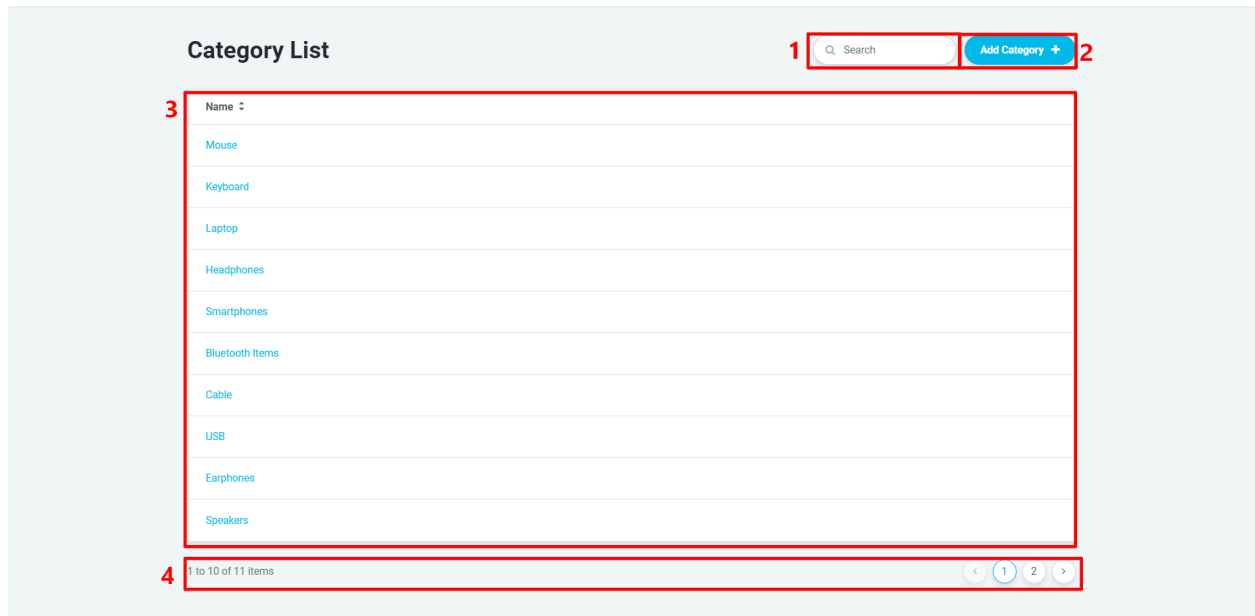 Category List
1
Search
Add Category +
2
3
Name
Mouse
Keyboard
Laptop
Headphones
Smartphones
Bluetooth Items
Cable
USB
Earphones
Speakers
4
1 to 10 of 11 items
< 1 2 >